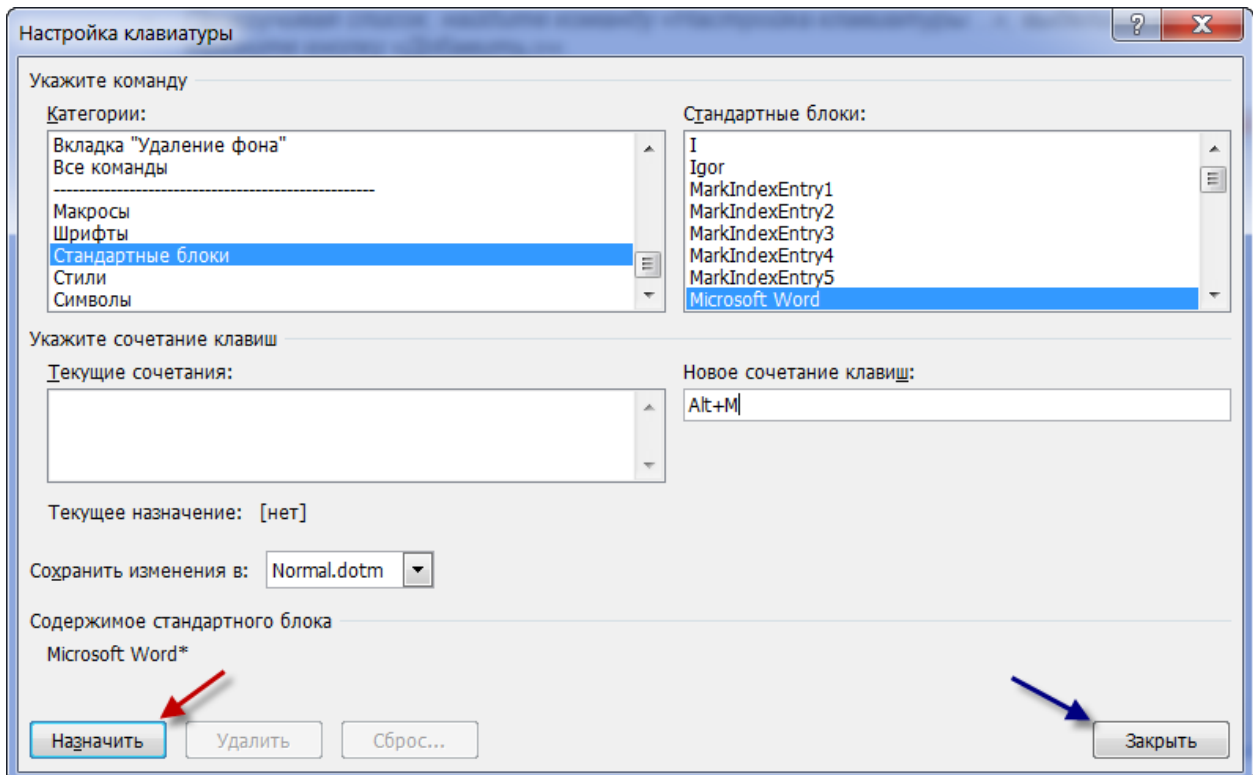 Настройка клавиатуры
Укажите команду
Категории:
Вкладка "Удаление фона"
Все команды
----------------------------------------------------
Макросы
Шрифты
Стандартные блоки
Стили
Символы
Стандартные блоки:
I
Igor
MarkIndexEntry1
MarkIndexEntry2
MarkIndexEntry3
MarkIndexEntry4
MarkIndexEntry5
Microsoft Word
Укажите сочетание клавиш
Текущие сочетания:
Новое сочетание клавиш:
Alt+M
Текущее назначение: [нет]
Сохранить изменения в: Normal.dotm
Содержимое стандартного блока
Microsoft Word*
Назначить
Удалить
Сброс...
Закрыть